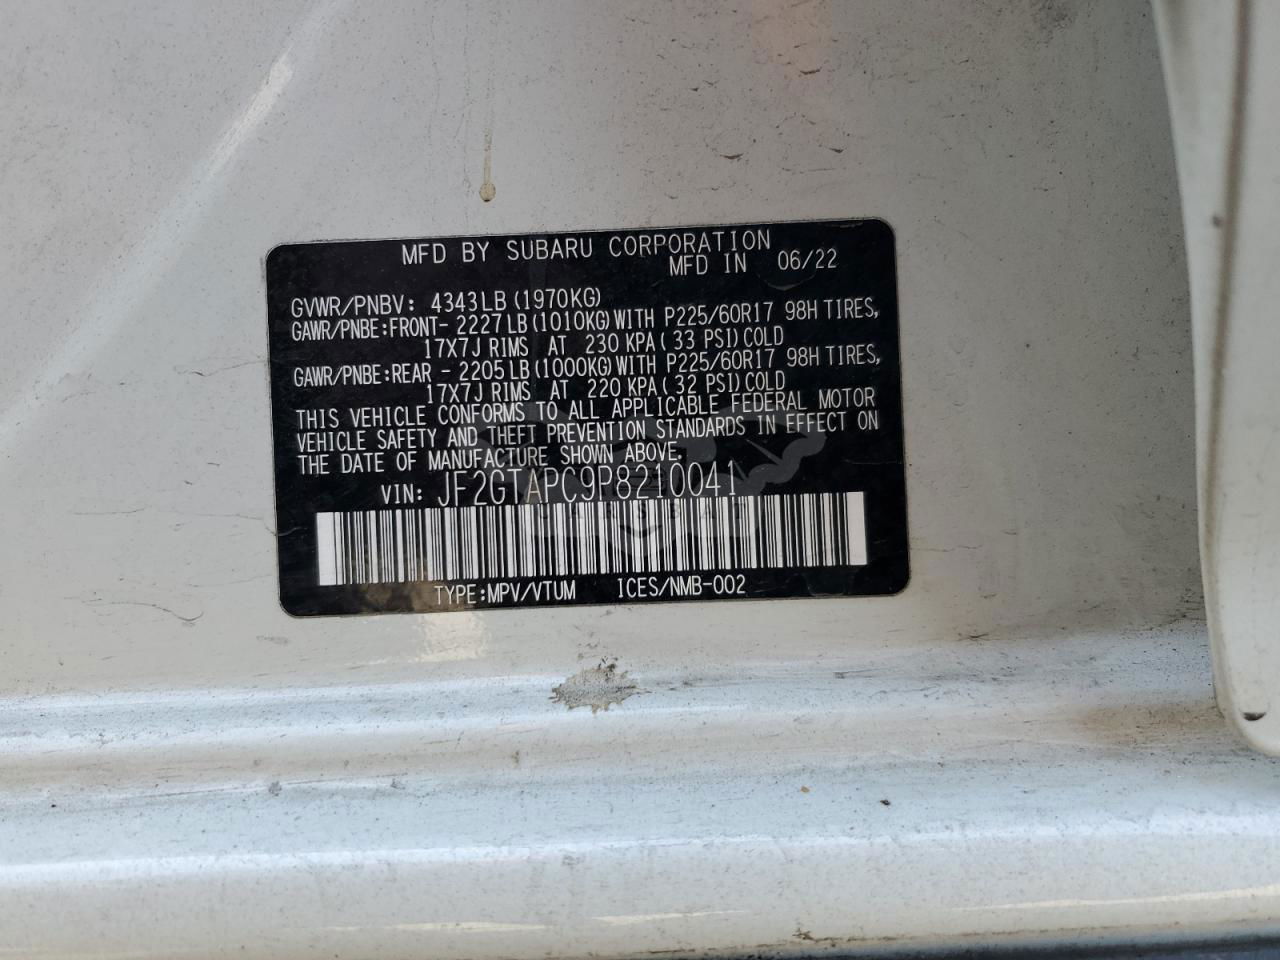 MFD BY SUBARU CORPORATION
MFD IN 06/22
GVWR/PNBV: 4343LB(1970KG)
GAWR/PNBE:FRONT- 2227LB(1010KG)WITH P225/60R17 98H TIRES,
17X7J RIMS AT 230 KPA(33 PSI)COLD
GAWR/PNBE:REAR - 2205LB(1000KG)WITH P225/60R17 98H TIRES,
17X7J RIMS AT 220 KPA(32 PSI)COLD
THIS VEHICLE CONFORMS TO ALL APPLICABLE FEDERAL MOTOR
VEHICLE SAFETY AND THEFT PREVENTION STANDARDS IN EFFECT ON
THE DATE OF MANUFACTURE SHOWN ABOVE.
VIN: JF2GTAPC9P8210041
TYPE:MPV/VTUM ICES/NMB-002